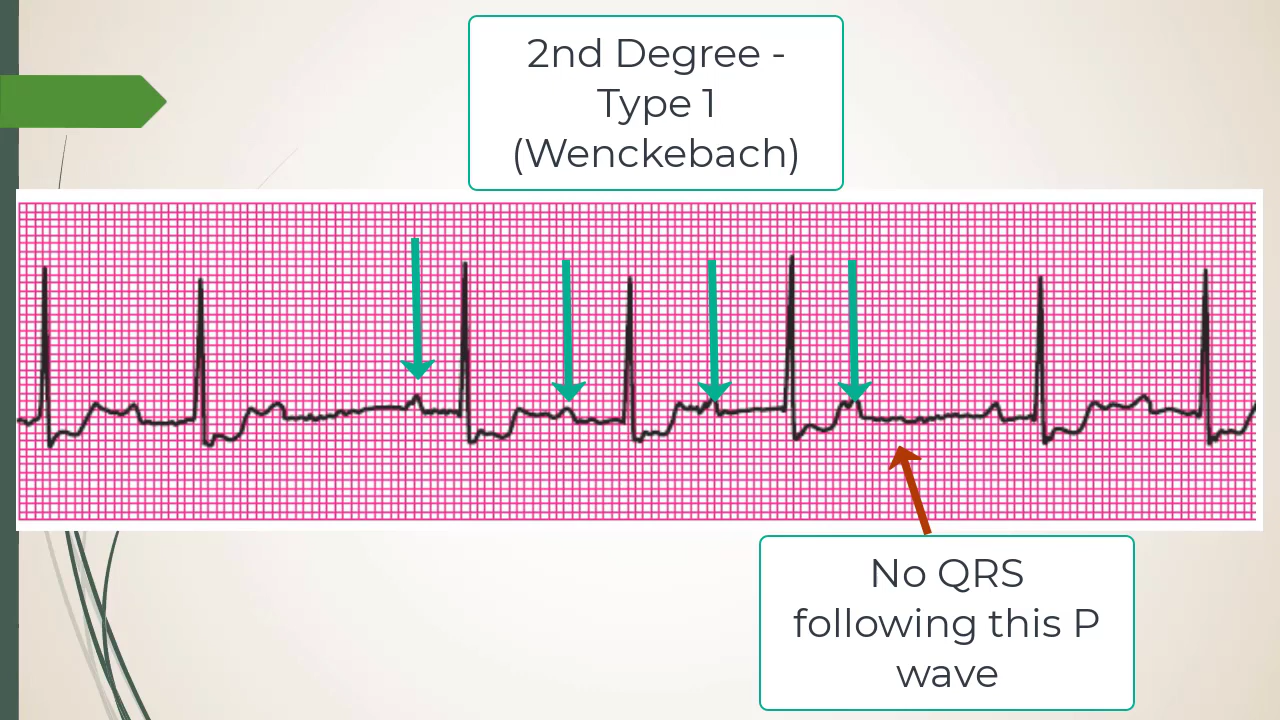 2nd Degree -
Type 1
(Wenckebach)
No QRS
following this P
wave